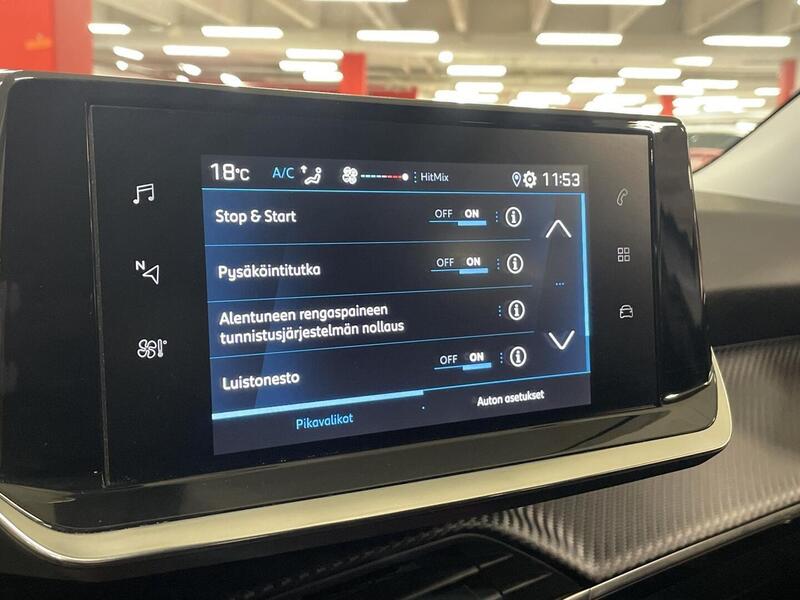 18°C A/C HitMix 11:53
Stop & Start OFF ON
N
Pysäköintitutka OFF ON
Alentuneen rengaspaineen
tunnistusjärjestelmän nollaus
Luistonesto OFF ON
Pikavalikot Auton asetukset